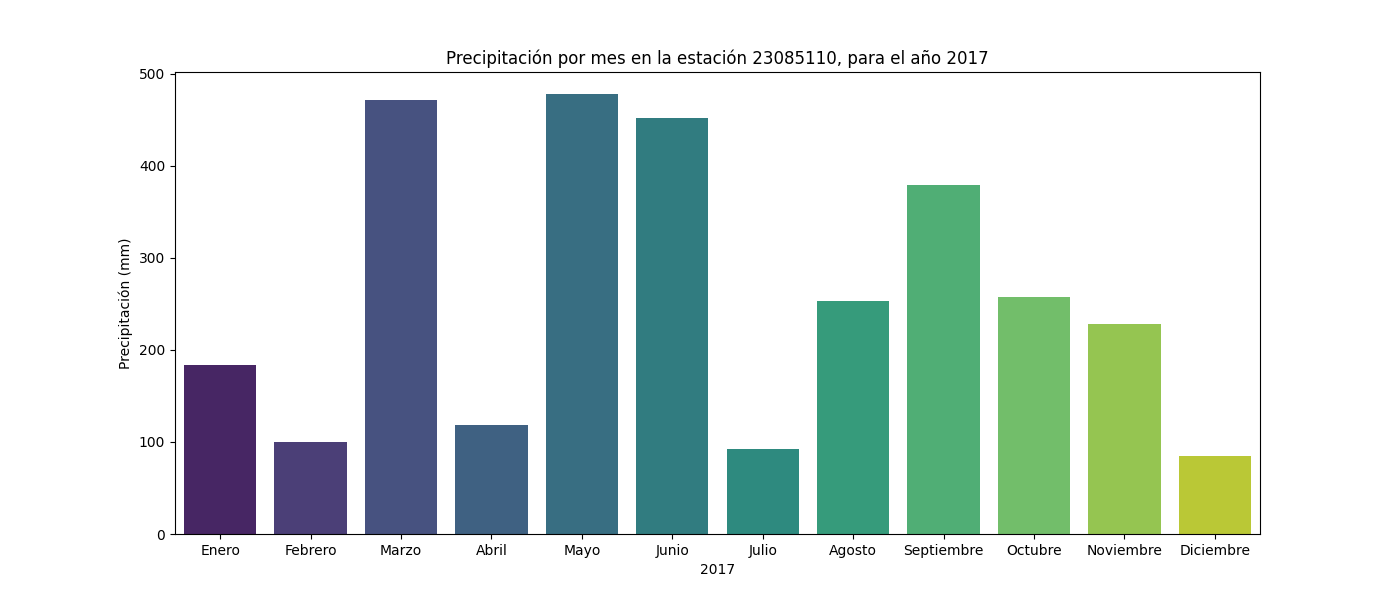 Precipitación por mes en la estación 23085110, para el año 2017
Precipitación (mm)
500
400
300
200
100
0
Enero Febrero Marzo Abril Mayo Junio Julio Agosto Septiembre Octubre Noviembre Diciembre
2017